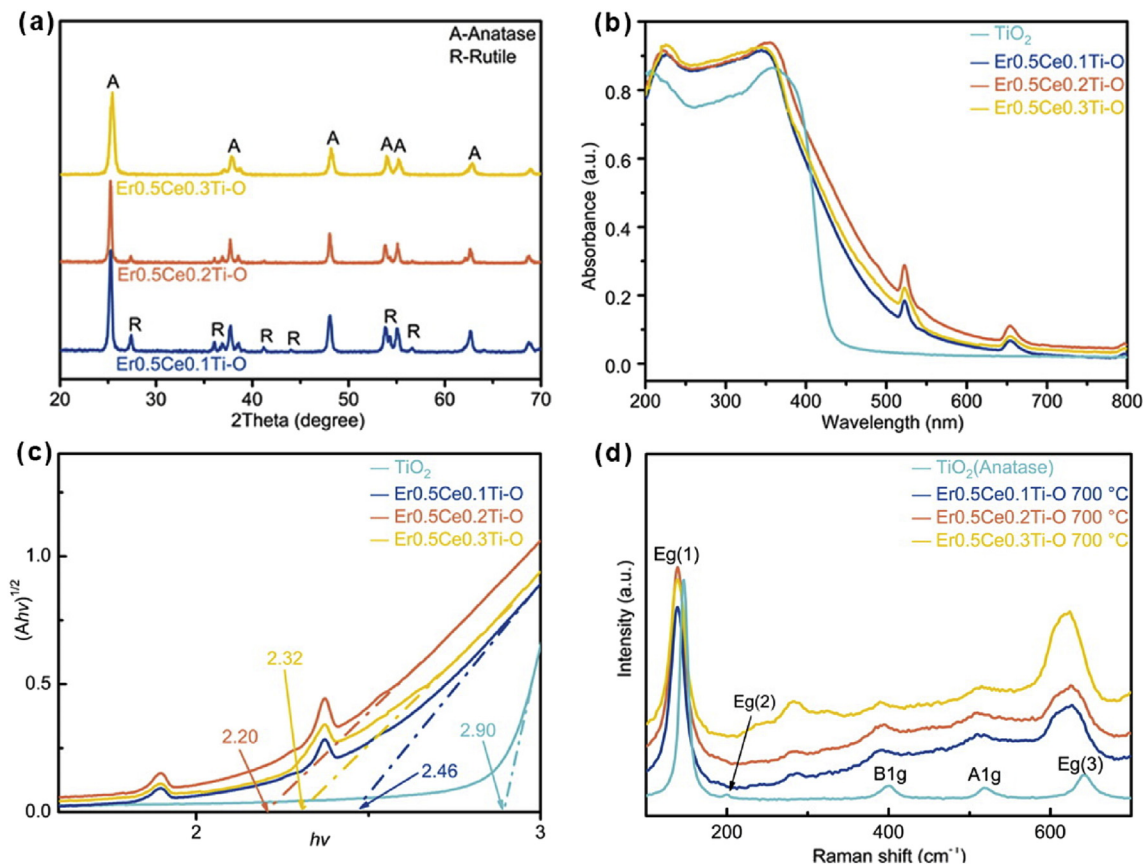 (a)
A-Anatase
R-Rutile
A
A
A
A
A
A
Er0.5Ce0.3Ti-O
Er0.5Ce0.2Ti-O
R
R
R
R
R
R
Er0.5Ce0.1Ti-O
20
30
40
50
60
70
2Theta (degree)
(b)
TiO2
Er0.5Ce0.1Ti-O
Er0.5Ce0.2Ti-O
Er0.5Ce0.3Ti-O
0.8
0.6
0.4
0.2
0.0
Absorbance (a.u.)
200
300
400
500
600
700
800
Wavelength (nm)
(c)
TiO2
Er0.5Ce0.1Ti-O
Er0.5Ce0.2Ti-O
Er0.5Ce0.3Ti-O
1.0
0.5
0.0
(Ahv)1/2
2.32
2.20
2.90
2.46
2
3
hv
(d)
TiO2(Anatase)
Er0.5Ce0.1Ti-O 700 °C
Er0.5Ce0.2Ti-O 700 °C
Er0.5Ce0.3Ti-O 700 °C
Eg(1)
Eg(2)
B1g
A1g
Eg(3)
Intensity (a.u.)
200
400
600
Raman shift (cm-1)